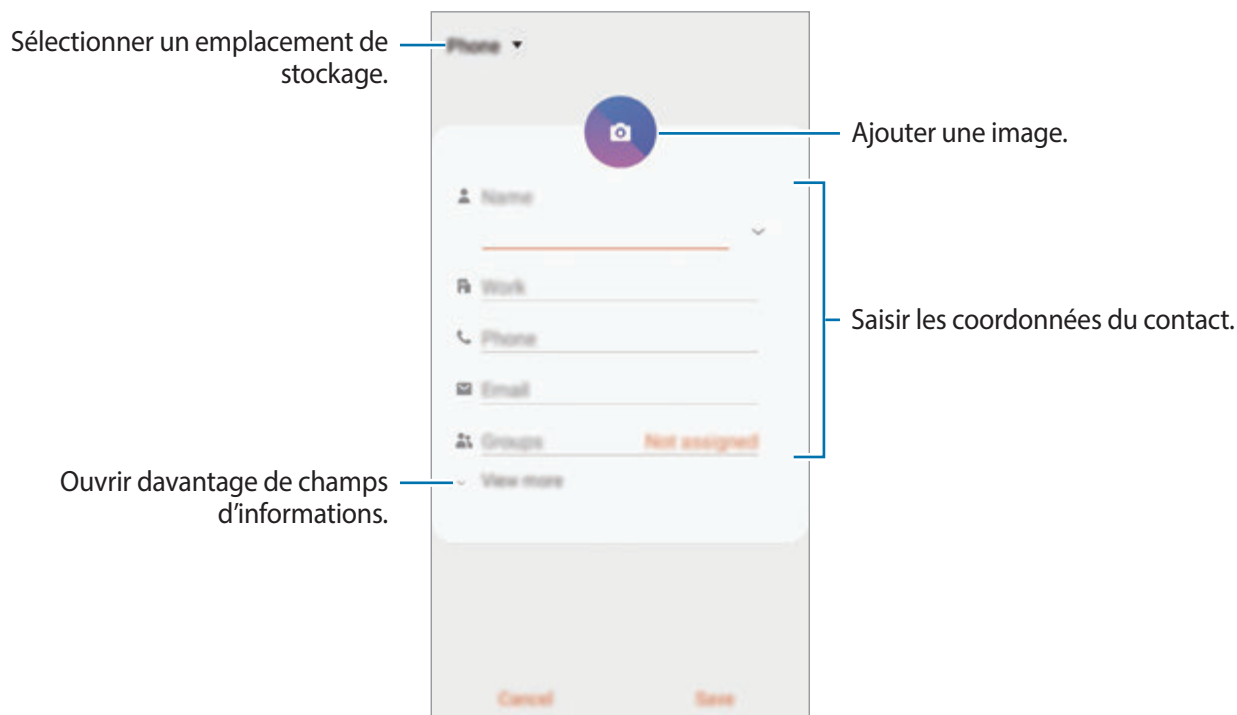 Sélectionner un emplacement de
stockage.
Phone
Ajouter une image.
Name
Work
Phone
Saisir les coordonnées du contact.
Email
Groups Not assigned
View more
Ouvrir davantage de champs
d’informations.
Cancel Save